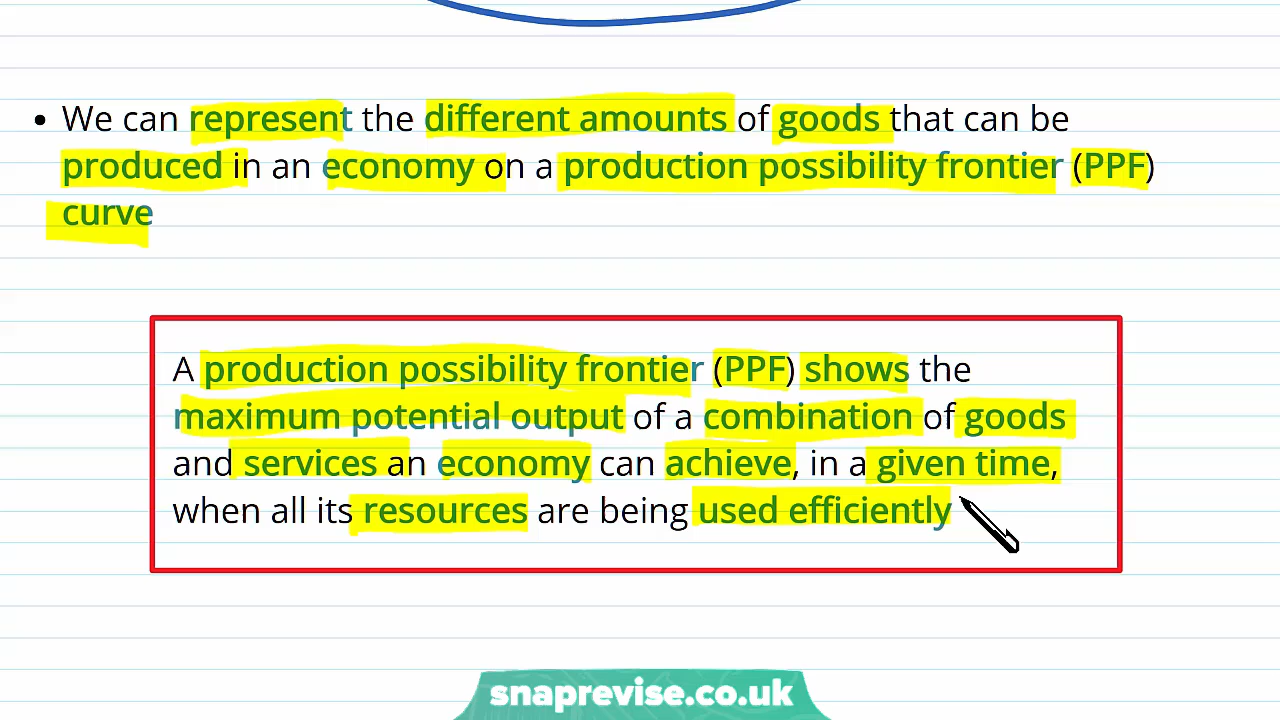 • We can represent the different amounts of goods that can be
produced in an economy on a production possibility frontier (PPF)
curve
A production possibility frontier (PPF) shows the
maximum potential output of a combination of goods
and services an economy can achieve, in a given time,
when all its resources are being used efficiently
snaprevise.co.uk